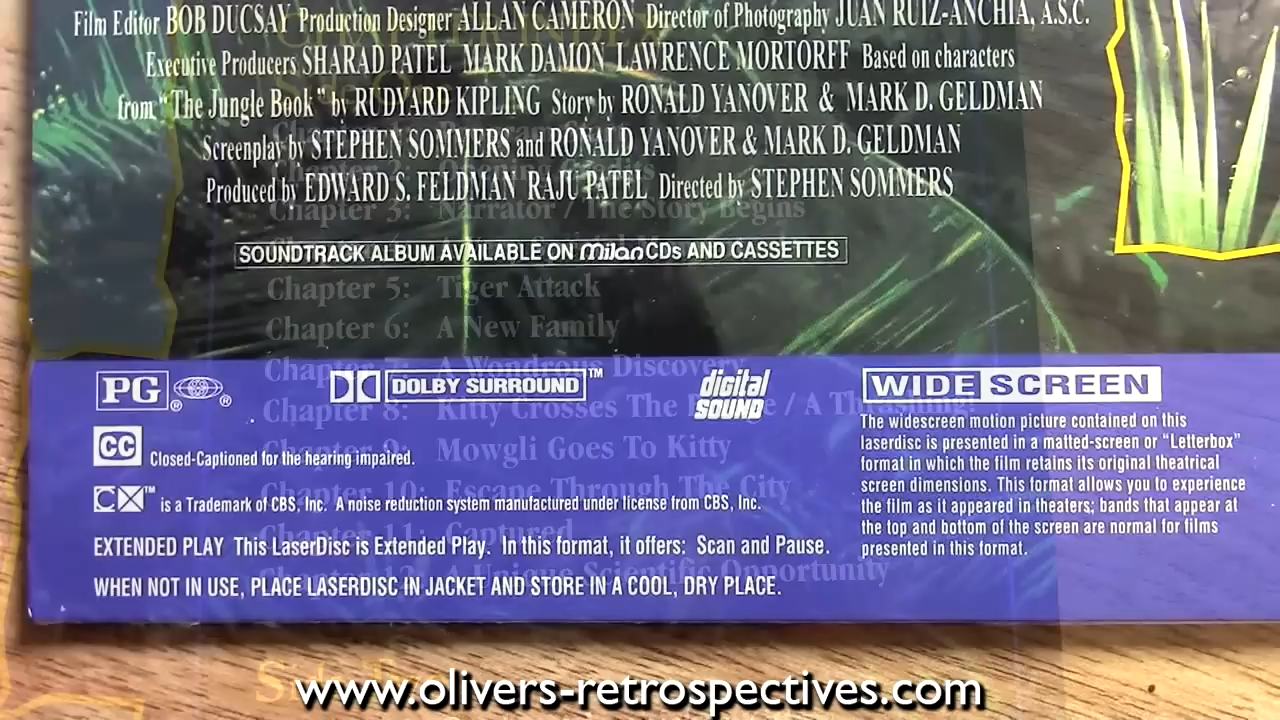 Film Editor BOB DUCSAY Production Designer ALLAN CAMERON Director of Photography JUAN RUIZ-ANCHIA, A.S.C.
Executive Producers SHARAD PATEL MARK DAMON LAWRENCE MORTORFF Based on characters
from "The Jungle Book" by RUDYARD KIPLING Story by RONALD YANOVER & MARK D. GELDMAN
Screenplay by STEPHEN SOMMERS and RONALD YANOVER & MARK D. GELDMAN
Produced by EDWARD S. FELDMAN RAJU PATEL Directed by STEPHEN SOMMERS
Chapter 3: Narrator / The Story Begins
SOUNDTRACK ALBUM AVAILABLE ON milan CDs AND CASSETTES
Chapter 5: Tiger Attack
Chapter 6: A New Family
Chapter 7: A Wondrous Discovery
Chapter 8: Kitty Crosses The / A Thrashing!
Chapter 9: Mowgli Goes To Kitty
Chapter 10: Escape Through The City
Chapter 11: Captured
Chapter 12: A Unique Scientific Opportunity
PG ® ®
DOLBY SURROUND™
digital SOUND
WIDE SCREEN
The widescreen motion picture contained on this
laserdisc is presented in a matted-screen or "Letterbox"
format in which the film retains its original theatrical
screen dimensions. This format allows you to experience
the film as it appeared in theaters; bands that appear at
the top and bottom of the screen are normal for films
presented in this format.
CC Closed-Captioned for the hearing impaired.
CX™ is a Trademark of CBS, Inc. A noise reduction system manufactured under license from CBS, Inc.
EXTENDED PLAY This LaserDisc is Extended Play. In this format, it offers: Scan and Pause.
WHEN NOT IN USE, PLACE LASERDISC IN JACKET AND STORE IN A COOL, DRY PLACE.
www.olivers-retrospectives.com